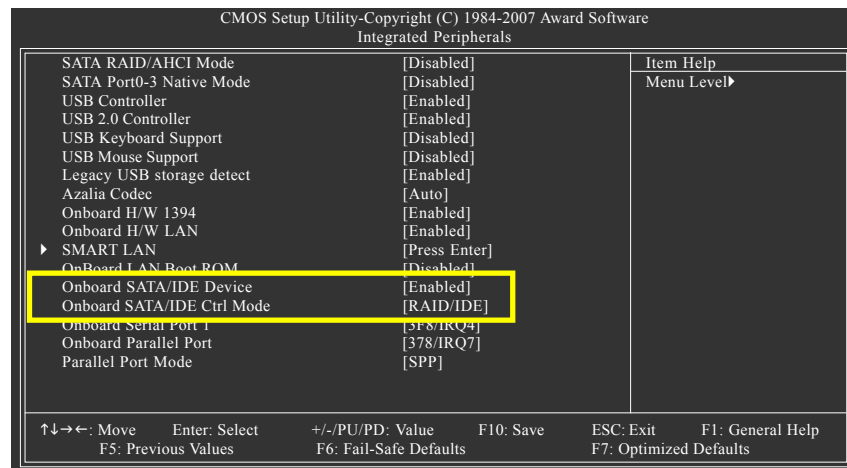 CMOS Setup Utility-Copyright (C) 1984-2007 Award Software
Integrated Peripherals
SATA RAID/AHCI Mode [Disabled] Item Help
SATA Port0-3 Native Mode [Disabled] Menu Level▶
USB Controller [Enabled]
USB 2.0 Controller [Enabled]
USB Keyboard Support [Disabled]
USB Mouse Support [Disabled]
Legacy USB storage detect [Enabled]
Azalia Codec [Auto]
Onboard H/W 1394 [Enabled]
Onboard H/W LAN [Enabled]
▶ SMART LAN [Press Enter]
OnBoard LAN Boot ROM [Disabled]
Onboard SATA/IDE Device [Enabled]
Onboard SATA/IDE Ctrl Mode [RAID/IDE]
Onboard Serial Port 1 [3F8/IRQ4]
Onboard Parallel Port [378/IRQ7]
Parallel Port Mode [SPP]
↑↓→←: Move Enter: Select +/-/PU/PD: Value F10: Save ESC: Exit F1: General Help
F5: Previous Values F6: Fail-Safe Defaults F7: Optimized Defaults